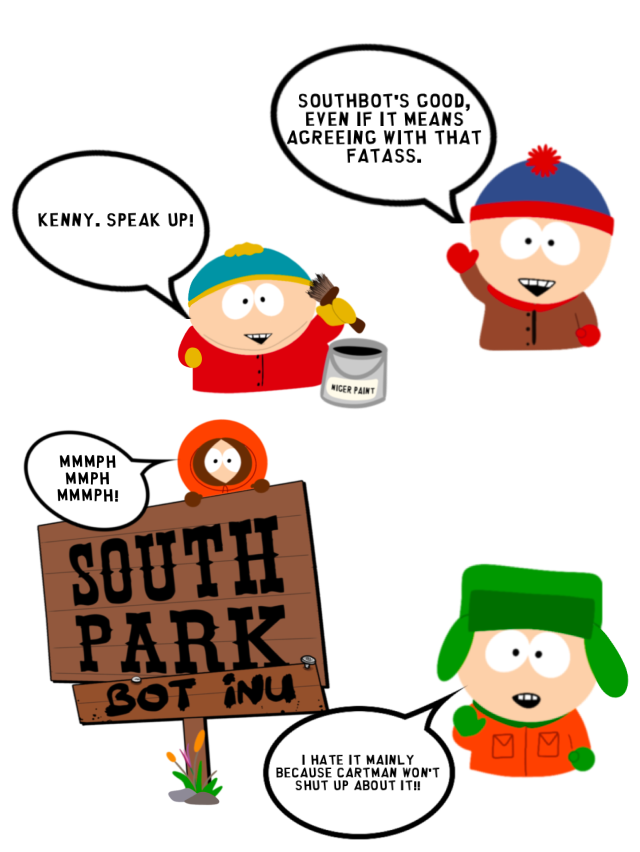 SOUTHBOT'S GOOD,
EVEN IF IT MEANS
AGREEING WITH THAT
FATASS.
KENNY. SPEAK UP!
NIGER PAINT
MMMPH
MMPH
MMMPH!
SOUTH
PARK
BOT iNU
I HATE IT MAINLY
BECAUSE CARTMAN WON'T
SHUT UP ABOUT IT!!